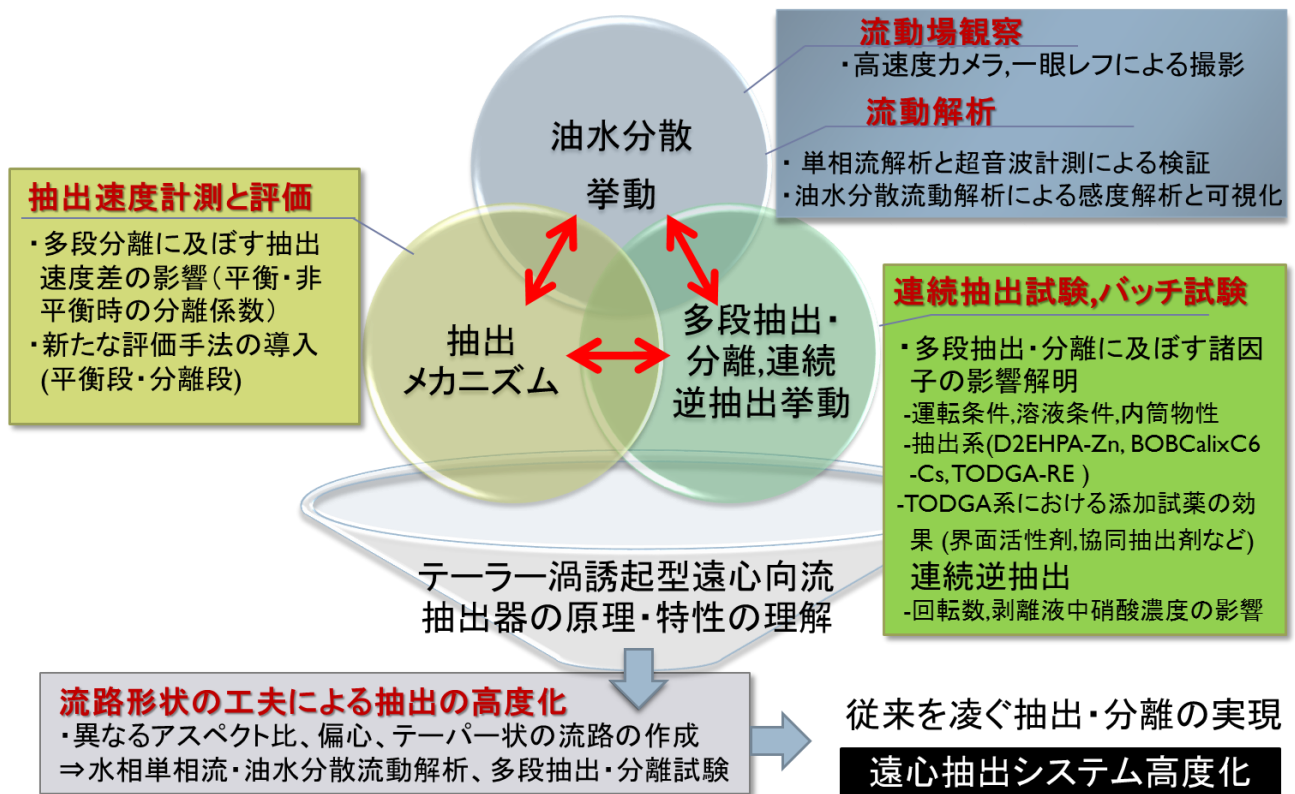 流動場観察
・高速度カメラ,一眼レフによる撮影
流動解析
・ 単相流解析と超音波計測による検証
・油水分散流動解析による感度解析と可視化
油水分散
挙動
抽出速度計測と評価
・多段分離に及ぼす抽出
速度差の影響(平衡・非
平衡時の分離係数)
・新たな評価手法の導入
(平衡段・分離段)
抽出
メカニズム
多段抽出・
分離,連続
逆抽出挙動
連続抽出試験,バッチ試験
・多段抽出・分離に及ぼす諸因
子の影響解明
-運転条件,溶液条件,内筒物性
-抽出系(D2EHPA-Zn, BOBCalixC6
-Cs,TODGA-RE )
-TODGA系における添加試薬の効
果 (界面活性剤,協同抽出剤など)
連続逆抽出
-回転数,剥離液中硝酸濃度の影響
テーラー渦誘起型遠心向流
抽出器の原理・特性の理解
流路形状の工夫による抽出の高度化
・異なるアスペクト比、偏心、テーパー状の流路の作成
⇒水相単相流・油水分散流動解析、多段抽出・分離試験
従来を凌ぐ抽出・分離の実現
遠心抽出システム高度化